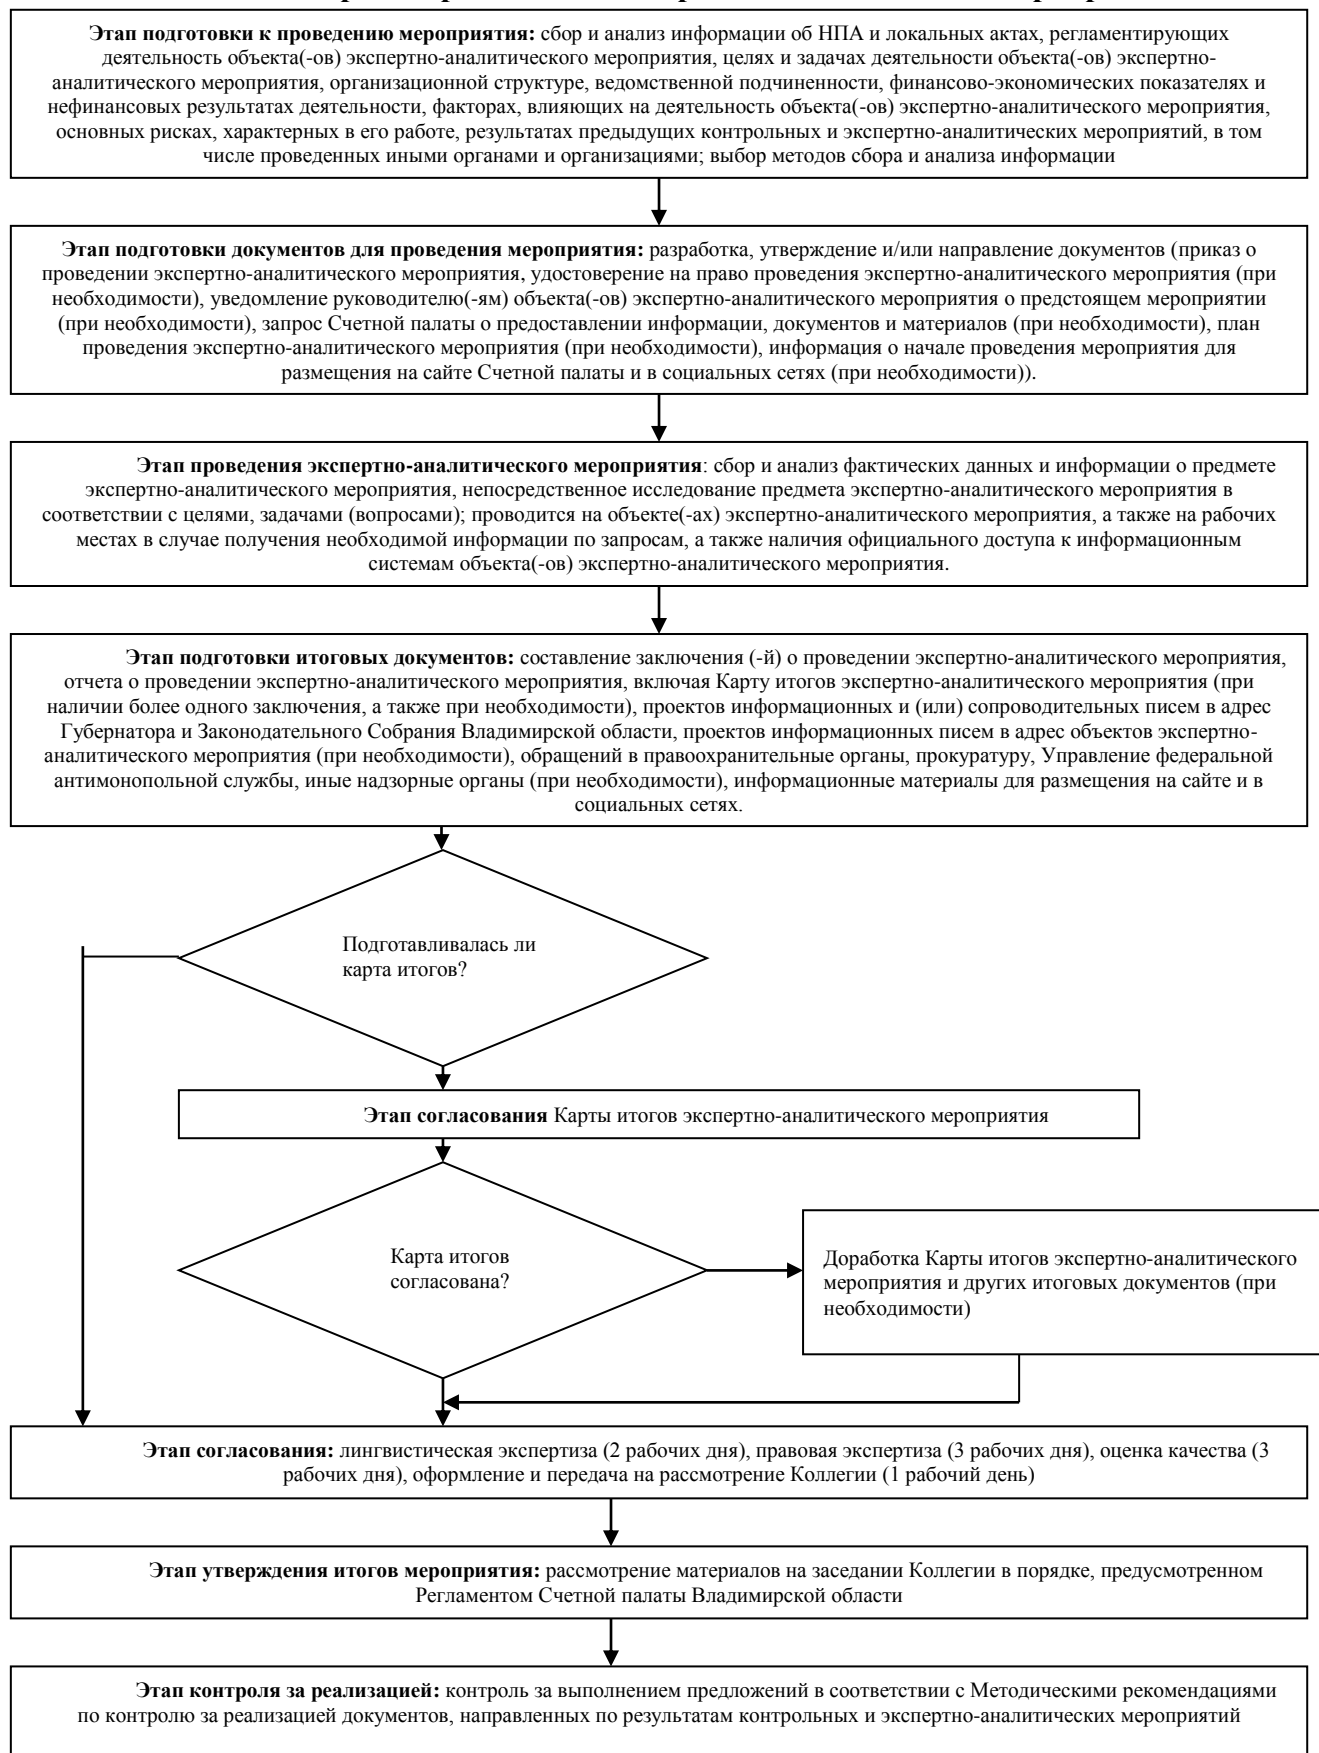 Этап подготовки к проведению мероприятия: сбор и анализ информации об НПА и локальных актах, регламентирующих
деятельность объекта(-ов) экспертно-аналитического мероприятия, целях и задачах деятельности объекта(-ов) экспертно-
аналитического мероприятия, организационной структуре, ведомственной подчиненности, финансово-экономических показателях и
нефинансовых результатах деятельности, факторах, влияющих на деятельность объекта(-ов) экспертно-аналитического мероприятия,
основных рисках, характерных в его работе, результатах предыдущих контрольных и экспертно-аналитических мероприятий, в том
числе проведенных иными органами и организациями; выбор методов сбора и анализа информации
Этап подготовки документов для проведения мероприятия: разработка, утверждение и/или направление документов (приказ о
проведении экспертно-аналитического мероприятия, удостоверение на право проведения экспертно-аналитического мероприятия (при
необходимости), уведомление руководителю(-ям) объекта(-ов) экспертно-аналитического мероприятия о предстоящем мероприятии
(при необходимости), запрос Счетной палаты о предоставлении информации, документов и материалов (при необходимости), план
проведения экспертно-аналитического мероприятия (при необходимости), информация о начале проведения мероприятия для
размещения на сайте Счетной палаты и в социальных сетях (при необходимости)).
Этап проведения экспертно-аналитического мероприятия: сбор и анализ фактических данных и информации о предмете
экспертно-аналитического мероприятия, непосредственное исследование предмета экспертно-аналитического мероприятия в
соответствии с целями, задачами (вопросами); проводится на объекте(-ах) экспертно-аналитического мероприятия, а также на рабочих
местах в случае получения необходимой информации по запросам, а также наличия официального доступа к информационным
системам объекта(-ов) экспертно-аналитического мероприятия.
Этап подготовки итоговых документов: составление заключения (-й) о проведении экспертно-аналитического мероприятия,
отчета о проведении экспертно-аналитического мероприятия, включая Карту итогов экспертно-аналитического мероприятия (при
наличии более одного заключения, а также при необходимости), проектов информационных и (или) сопроводительных писем в адрес
Губернатора и Законодательного Собрания Владимирской области, проектов информационных писем в адрес объектов экспертно-
аналитического мероприятия (при необходимости), обращений в правоохранительные органы, прокуратуру, Управление федеральной
антимонопольной службы, иные надзорные органы (при необходимости), информационные материалы для размещения на сайте и в
социальных сетях.
Подготавливалась ли
карта итогов?
Этап согласования Карты итогов экспертно-аналитического мероприятия
Карта итогов
согласована?
Доработка Карты итогов экспертно-аналитического
мероприятия и других итоговых документов (при
необходимости)
Этап согласования: лингвистическая экспертиза (2 рабочих дня), правовая экспертиза (3 рабочих дня), оценка качества (3
рабочих дня), оформление и передача на рассмотрение Коллегии (1 рабочий день)
Этап утверждения итогов мероприятия: рассмотрение материалов на заседании Коллегии в порядке, предусмотренном
Регламентом Счетной палаты Владимирской области
Этап контроля за реализацией: контроль за выполнением предложений в соответствии с Методическими рекомендациями
по контролю за реализацией документов, направленных по результатам контрольных и экспертно-аналитических мероприятий